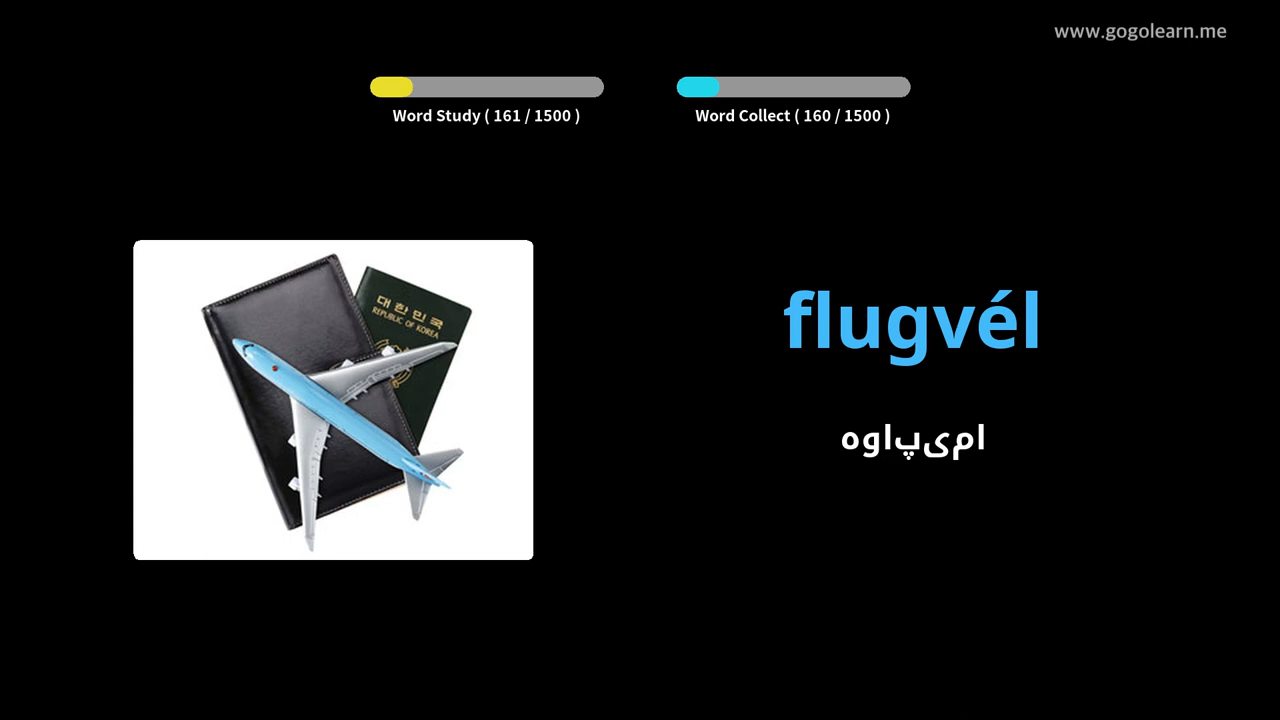 www.gogolearn.me
Word Study ( 161 / 1500 )
Word Collect ( 160 / 1500 )
대한민국
REPUBLIC OF KOREA
flugvél
امیپاوه